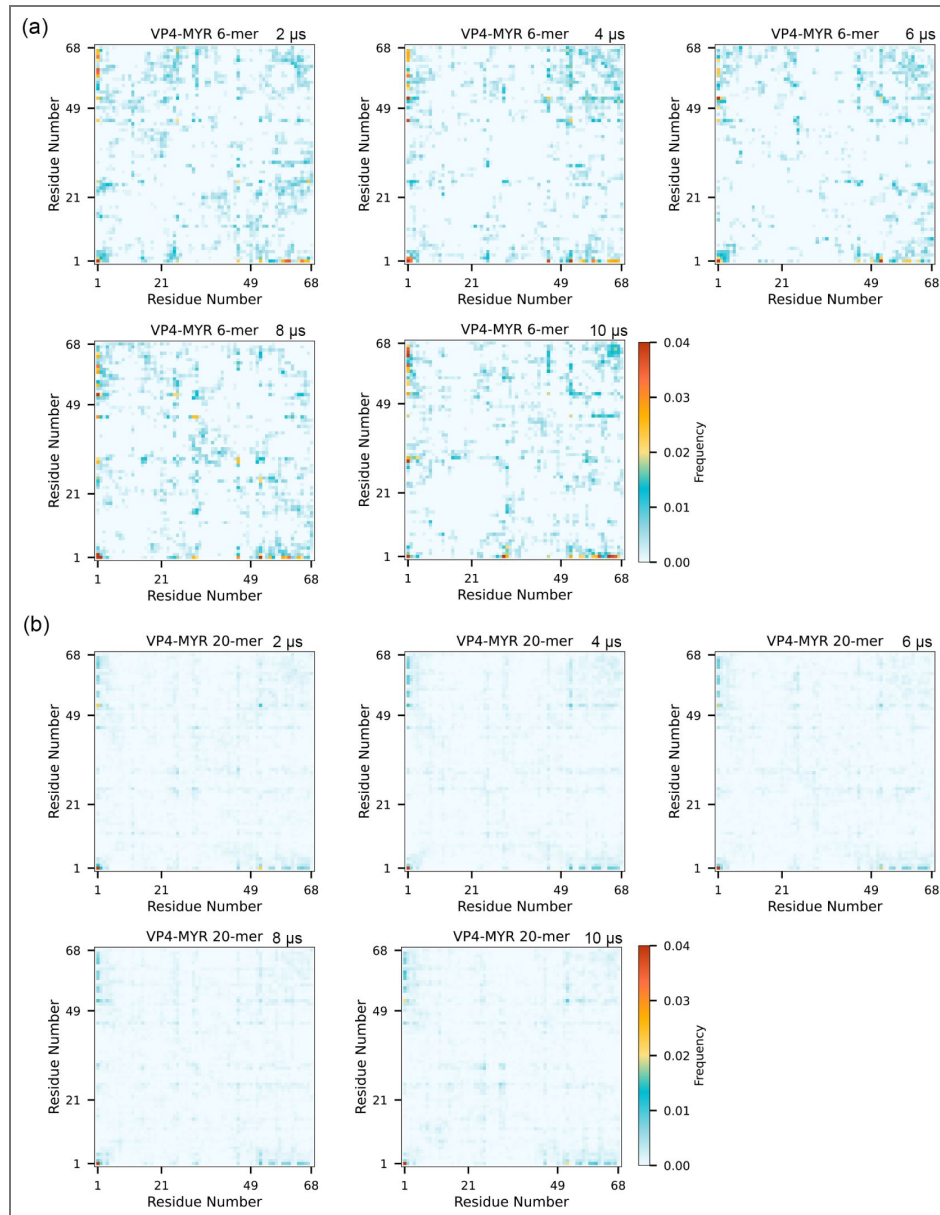 (a)
VP4-MYR 6-mer 2 µs
VP4-MYR 6-mer 4 µs
VP4-MYR 6-mer 6 µs
68
49
21
1
Residue Number
1 21 49 68
Residue Number
68
49
21
1
Residue Number
1 21 49 68
Residue Number
68
49
21
1
Residue Number
1 21 49 68
Residue Number
VP4-MYR 6-mer 8 µs
VP4-MYR 6-mer 10 µs
68
49
21
1
Residue Number
1 21 49 68
Residue Number
68
49
21
1
Residue Number
1 21 49 68
Residue Number
0.04
0.03
0.02
0.01
0.00
Frequency
(b)
VP4-MYR 20-mer 2 µs
VP4-MYR 20-mer 4 µs
VP4-MYR 20-mer 6 µs
68
49
21
1
Residue Number
1 21 49 68
Residue Number
68
49
21
1
Residue Number
1 21 49 68
Residue Number
68
49
21
1
Residue Number
1 21 49 68
Residue Number
VP4-MYR 20-mer 8 µs
VP4-MYR 20-mer 10 µs
68
49
21
1
Residue Number
1 21 49 68
Residue Number
68
49
21
1
Residue Number
1 21 49 68
Residue Number
0.04
0.03
0.02
0.01
0.00
Frequency